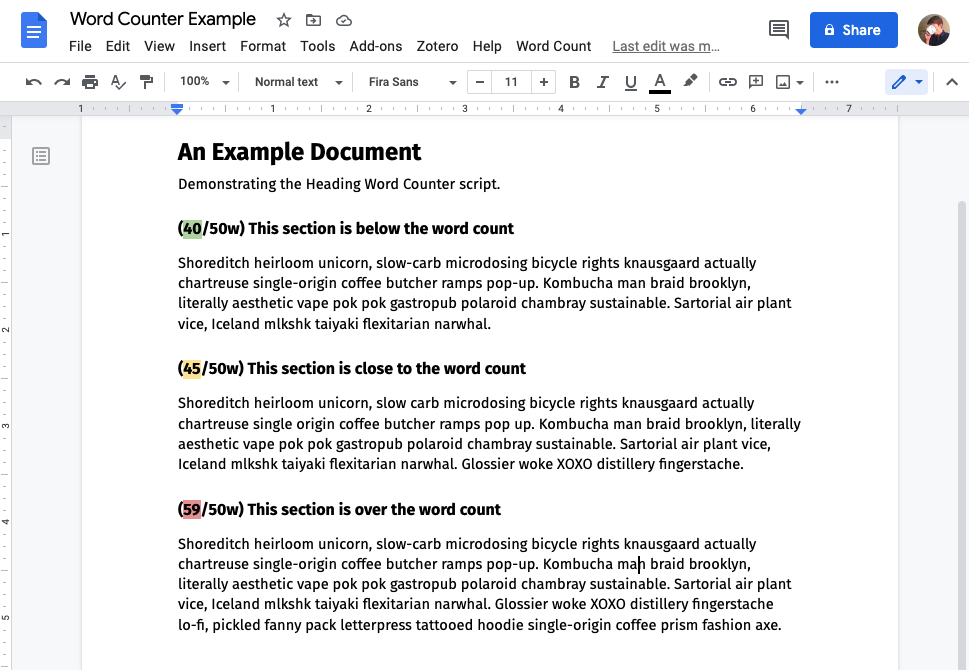 Word Counter Example
File Edit View Insert Format Tools Add-ons Zotero Help Word Count Last edit was m…
Share
100% Normal text Fira Sans 11 B I U A
1 1 2 3 4 5 6 7
An Example Document
Demonstrating the Heading Word Counter script.
(40/50w) This section is below the word count
Shoreditch heirloom unicorn, slow-carb microdosing bicycle rights knausgaard actually
chartreuse single-origin coffee butcher ramps pop-up. Kombucha man braid brooklyn,
literally aesthetic vape pok pok gastropub polaroid chambray sustainable. Sartorial air plant
vice, Iceland mlkshk taiyaki flexitarian narwhal.
(45/50w) This section is close to the word count
Shoreditch heirloom unicorn, slow carb microdosing bicycle rights knausgaard actually
chartreuse single origin coffee butcher ramps pop up. Kombucha man braid brooklyn, literally
aesthetic vape pok pok gastropub polaroid chambray sustainable. Sartorial air plant vice,
Iceland mlkshk taiyaki flexitarian narwhal. Glossier woke XOXO distillery fingerstache.
(59/50w) This section is over the word count
Shoreditch heirloom unicorn, slow-carb microdosing bicycle rights knausgaard actually
chartreuse single-origin coffee butcher ramps pop-up. Kombucha man braid brooklyn,
literally aesthetic vape pok pok gastropub polaroid chambray sustainable. Sartorial air plant
vice, Iceland mlkshk taiyaki flexitarian narwhal. Glossier woke XOXO distillery fingerstache
lo-fi, pickled fanny pack letterpress tattooed hoodie single-origin coffee prism fashion axe.
1
2
3
4
5